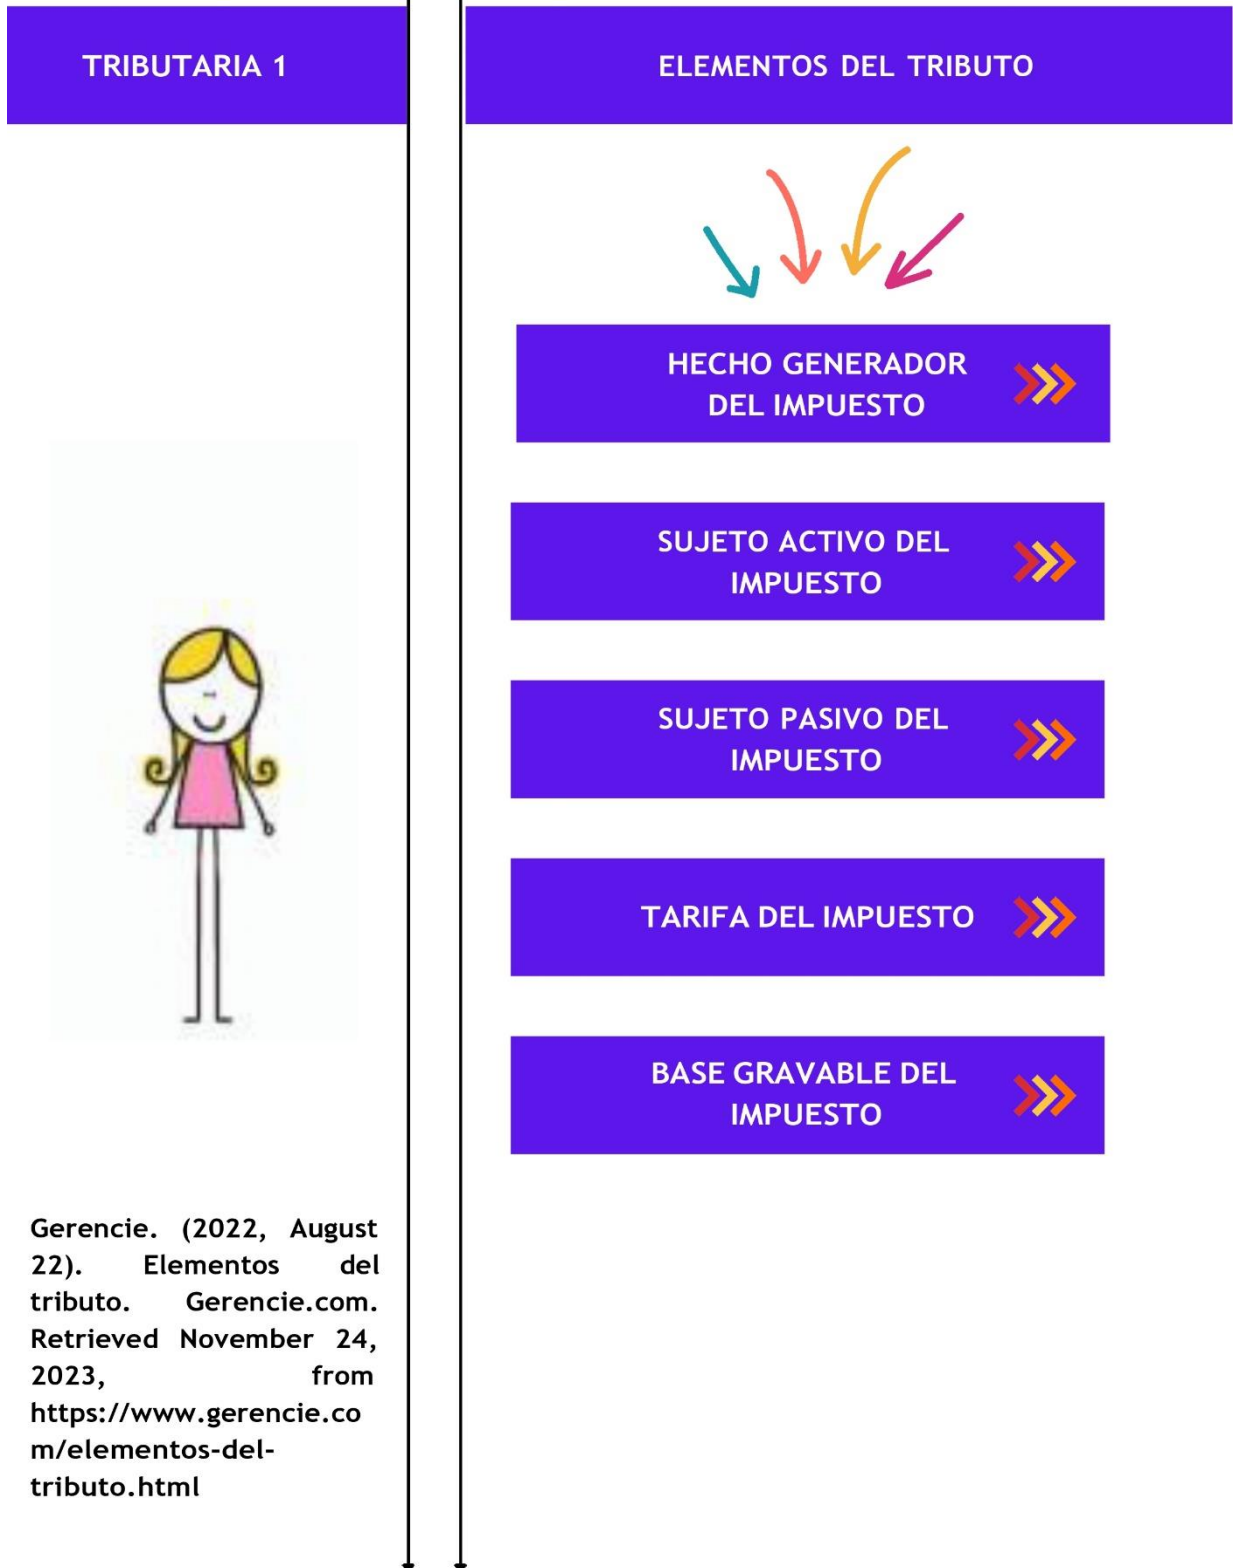 TRIBUTARIA 1
ELEMENTOS DEL TRIBUTO
HECHO GENERADOR
DEL IMPUESTO
SUJETO ACTIVO DEL
IMPUESTO
SUJETO PASIVO DEL
IMPUESTO
TARIFA DEL IMPUESTO
BASE GRAVABLE DEL
IMPUESTO
Gerencie. (2022, August
22). Elementos del
tributo. Gerencie.com.
Retrieved November 24,
2023, from
https://www.gerencie.co
m/elementos-del-
tributo.html